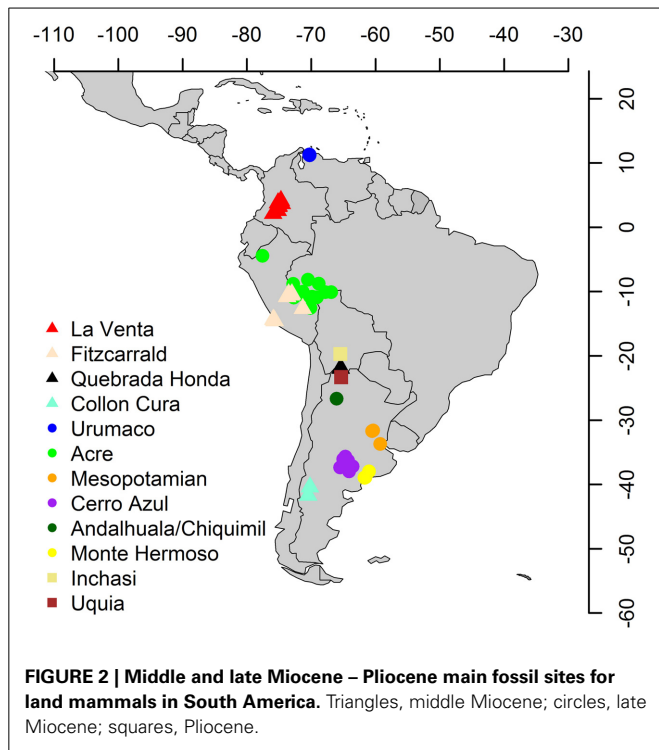 -110 -100 -90 -80 -70 -60 -50 -40 -30
20
10
0
-10
-20
-30
-40
-50
-60
La Venta
Fitzcarrald
Quebrada Honda
Collon Cura
Urumaco
Acre
Mesopotamian
Cerro Azul
Andalhuala/Chiquimil
Monte Hermoso
Inchasi
Uquia
FIGURE 2 | Middle and late Miocene – Pliocene main fossil sites for
land mammals in South America. Triangles, middle Miocene; circles, late
Miocene; squares, Pliocene.